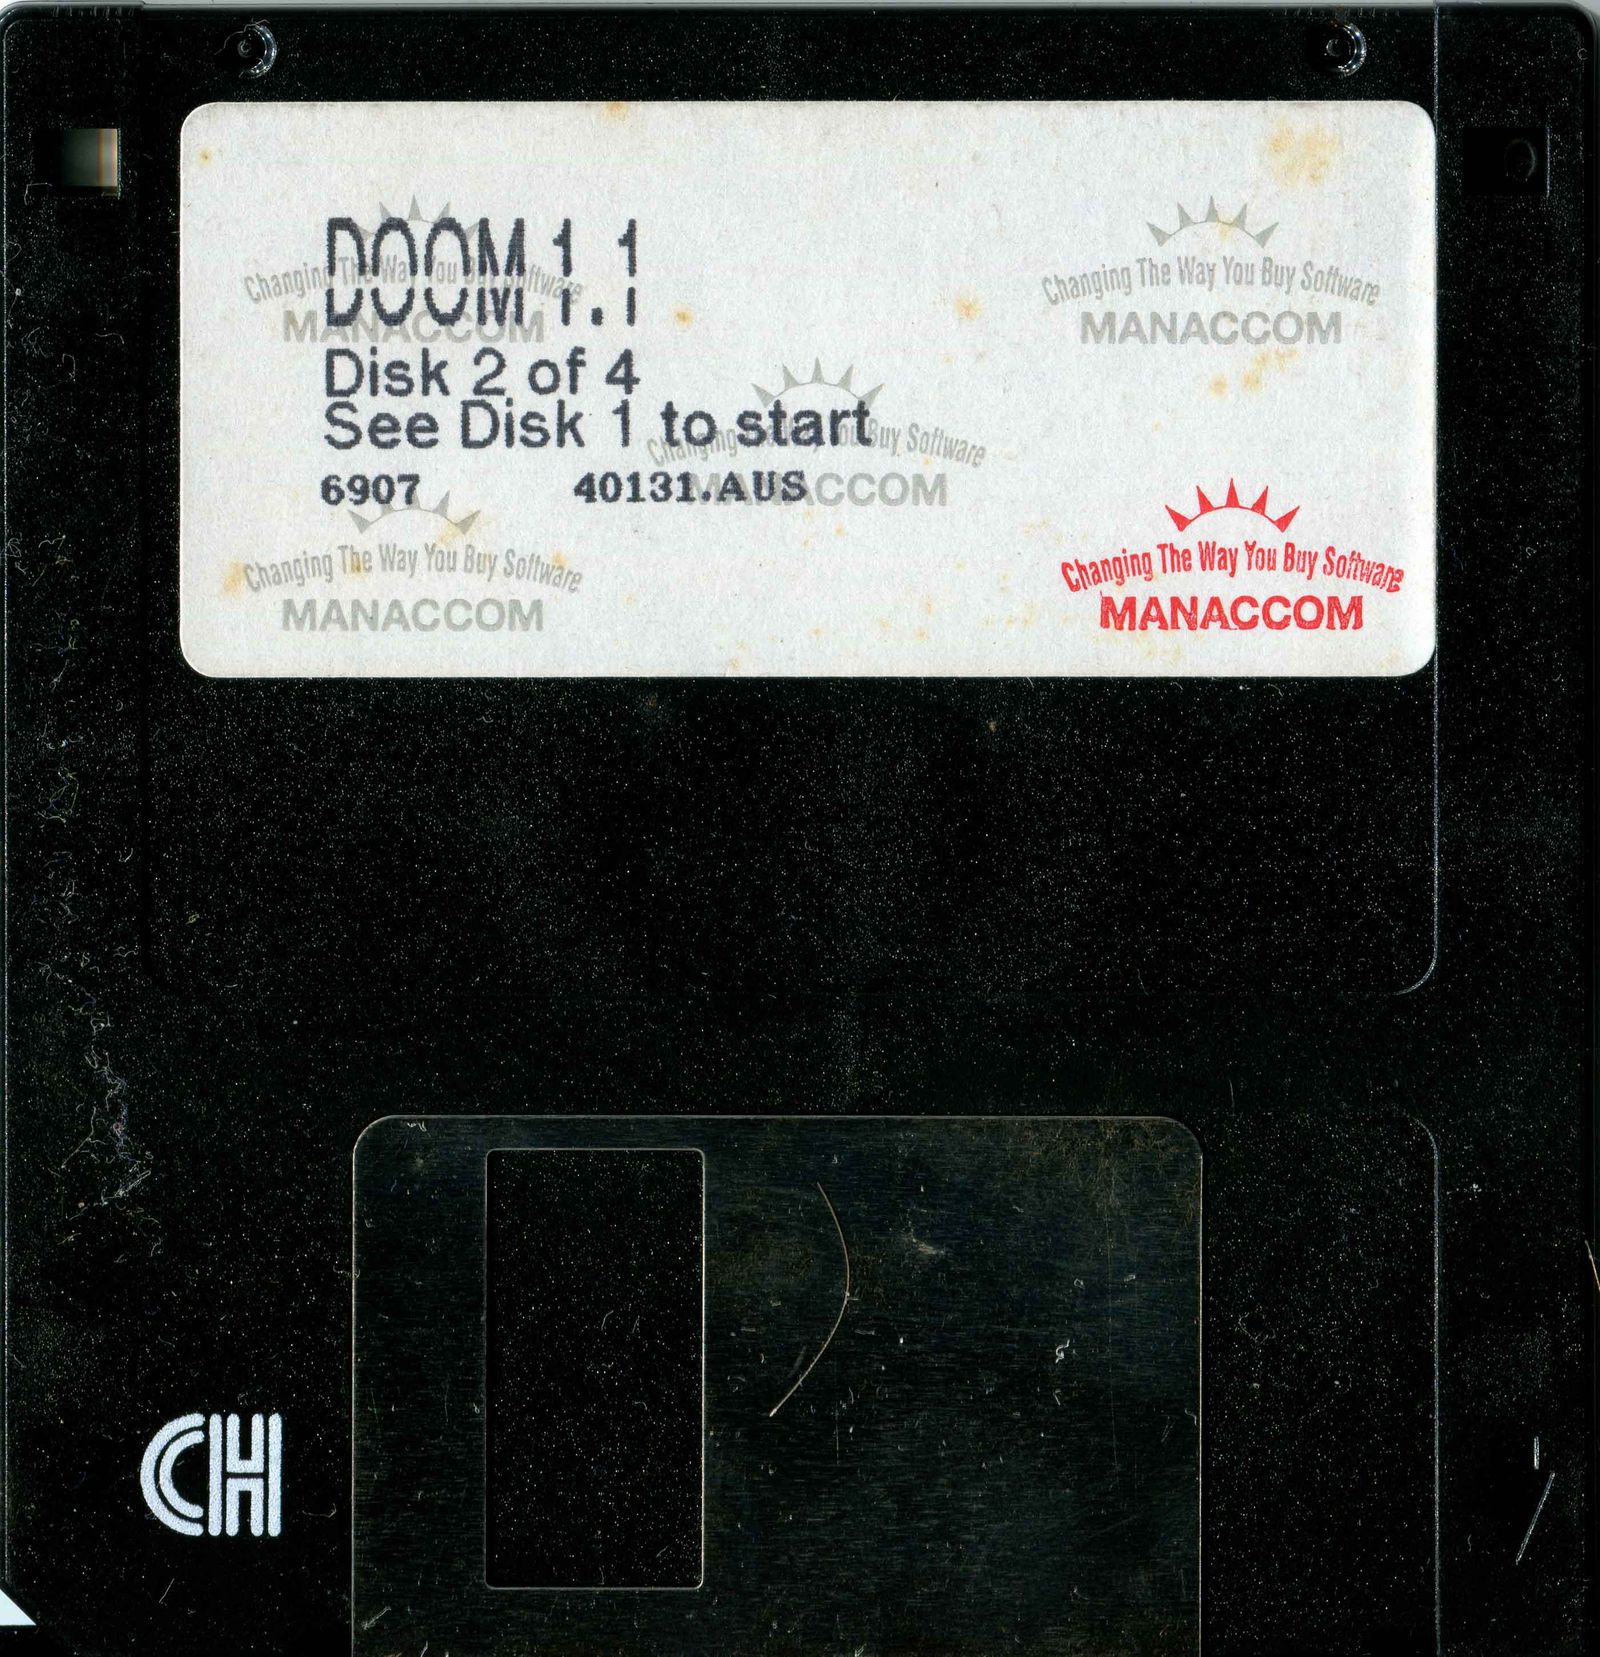 DOOM 1.1
Disk 2 of 4
See Disk 1 to start
6907 40131.AUS
Changing The Way You Buy Software
MANACCOM
Changing The Way You Buy Software
MANACCOM
Changing The Way You Buy Software
MANACCOM
Changing The Way You Buy Software
MANACCOM
Changing The Way You Buy Software
MANACCOM
CH